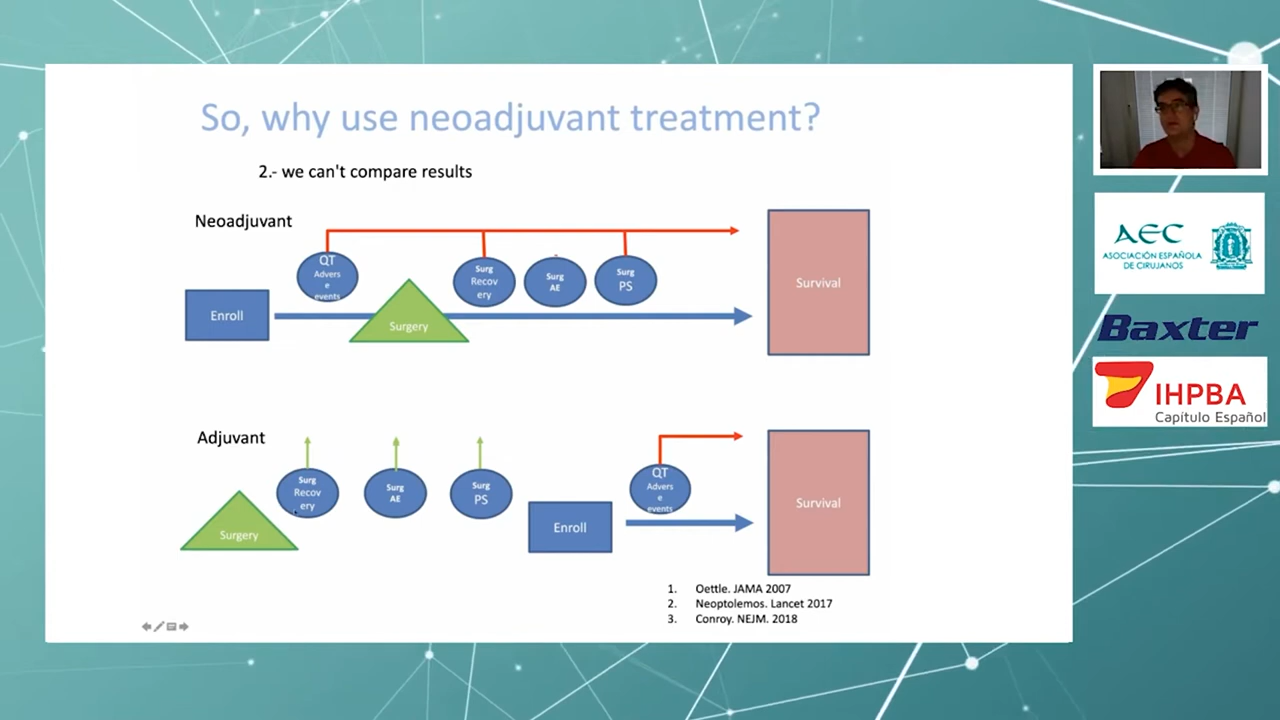 So, why use neoadjuvant treatment?
2.- we can't compare results
Neoadjuvant
QT
Advers
e
events
Surg
Recov
ery
Surg
AE
Surg
PS
Enroll
Surgery
Survival
Adjuvant
Surg
Recov
ery
Surg
AE
Surg
PS
QT
Advers
e
events
Surgery
Enroll
Survival
1. Oettle. JAMA 2007
2. Neoptolemos. Lancet 2017
3. Conroy. NEJM. 2018
AEC
ASOCIACIÓN ESPAÑOLA
DE CIRUJANOS
Baxter
IHPBA
Capítulo Español